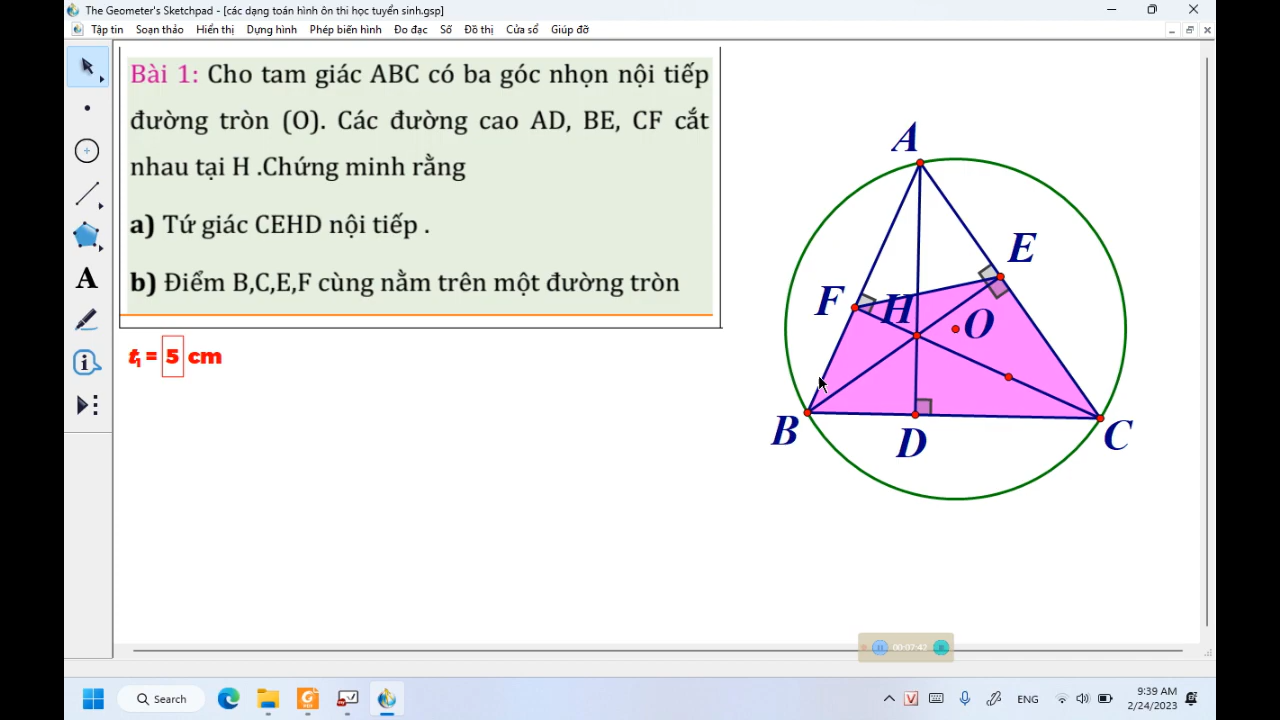 The Geometer's Sketchpad - [các dạng toán hình ôn thi học tuyển sinh.gsp]
Tập tin Soạn thảo Hiển thị Dựng hình Phép biến hình Đo đạc Số Đồ thị Cửa sổ Giúp đỡ
Bài 1: Cho tam giác ABC có ba góc nhọn nội tiếp
đường tròn (O). Các đường cao AD, BE, CF cắt
nhau tại H .Chứng minh rằng
a) Tứ giác CEHD nội tiếp .
b) Điểm B,C,E,F cùng nằm trên một đường tròn
t₁ = 5 cm
A
E
F
H
O
B
D
C
A
00:07:42
Search
ENG
9:39 AM
2/24/2023